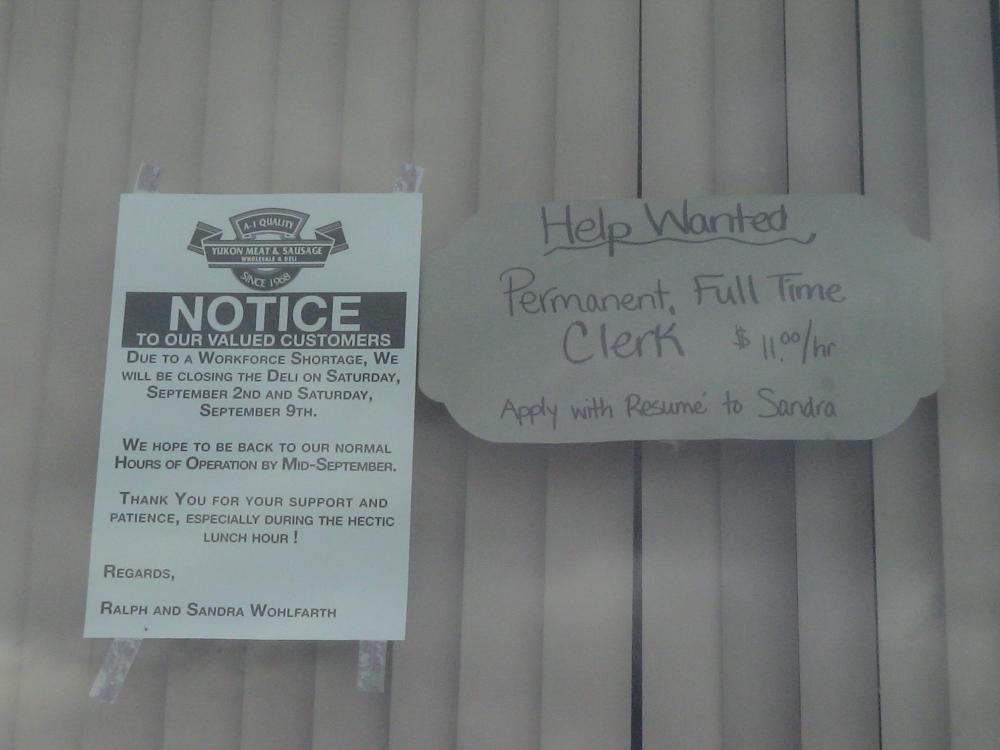 A-1 QUALITY
YUKON MEAT & SAUSAGE
WHOLESALE & DELI
SINCE 1968
NOTICE
TO OUR VALUED CUSTOMERS
DUE TO A WORKFORCE SHORTAGE, WE
WILL BE CLOSING THE DELI ON SATURDAY,
SEPTEMBER 2ND AND SATURDAY,
SEPTEMBER 9TH.
WE HOPE TO BE BACK TO OUR NORMAL
HOURS OF OPERATION BY MID-SEPTEMBER.
THANK YOU FOR YOUR SUPPORT AND
PATIENCE, ESPECIALLY DURING THE HECTIC
LUNCH HOUR !
REGARDS,
RALPH AND SANDRA WOHLFARTH
Help Wanted
Permanent, Full Time
Clerk $11.00/hr
Apply with Resumé to Sandra